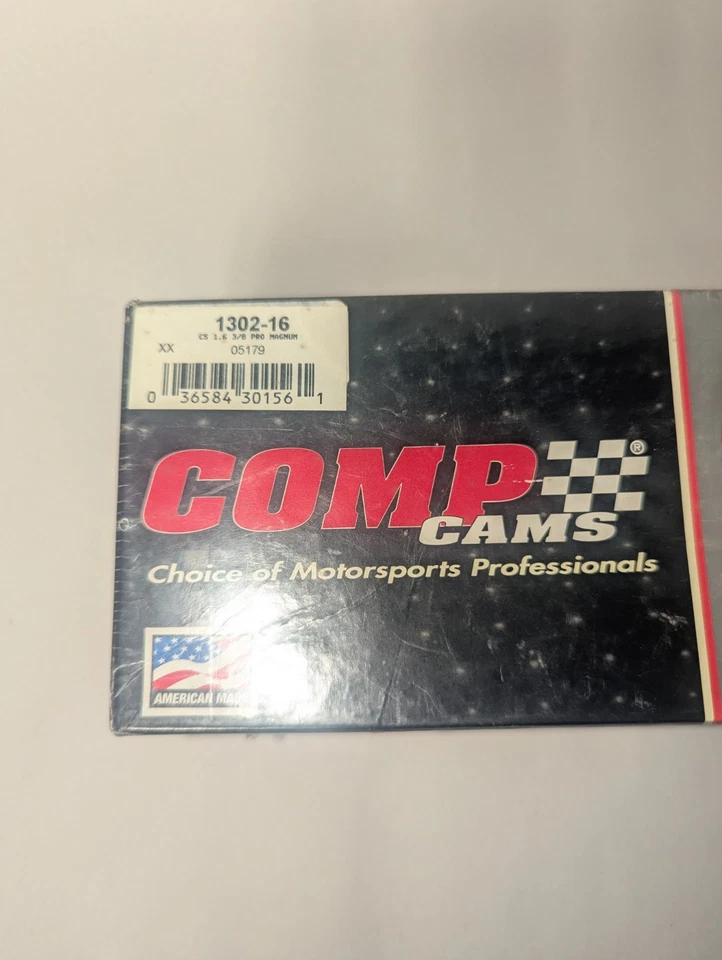 1302-16
CS 1.6 3/8 PRO MAGNUM
XX 05179
0 36584 30156 1
COMP ®
CAMS
Choice of Motorsports Professionals
AMERICAN MADE